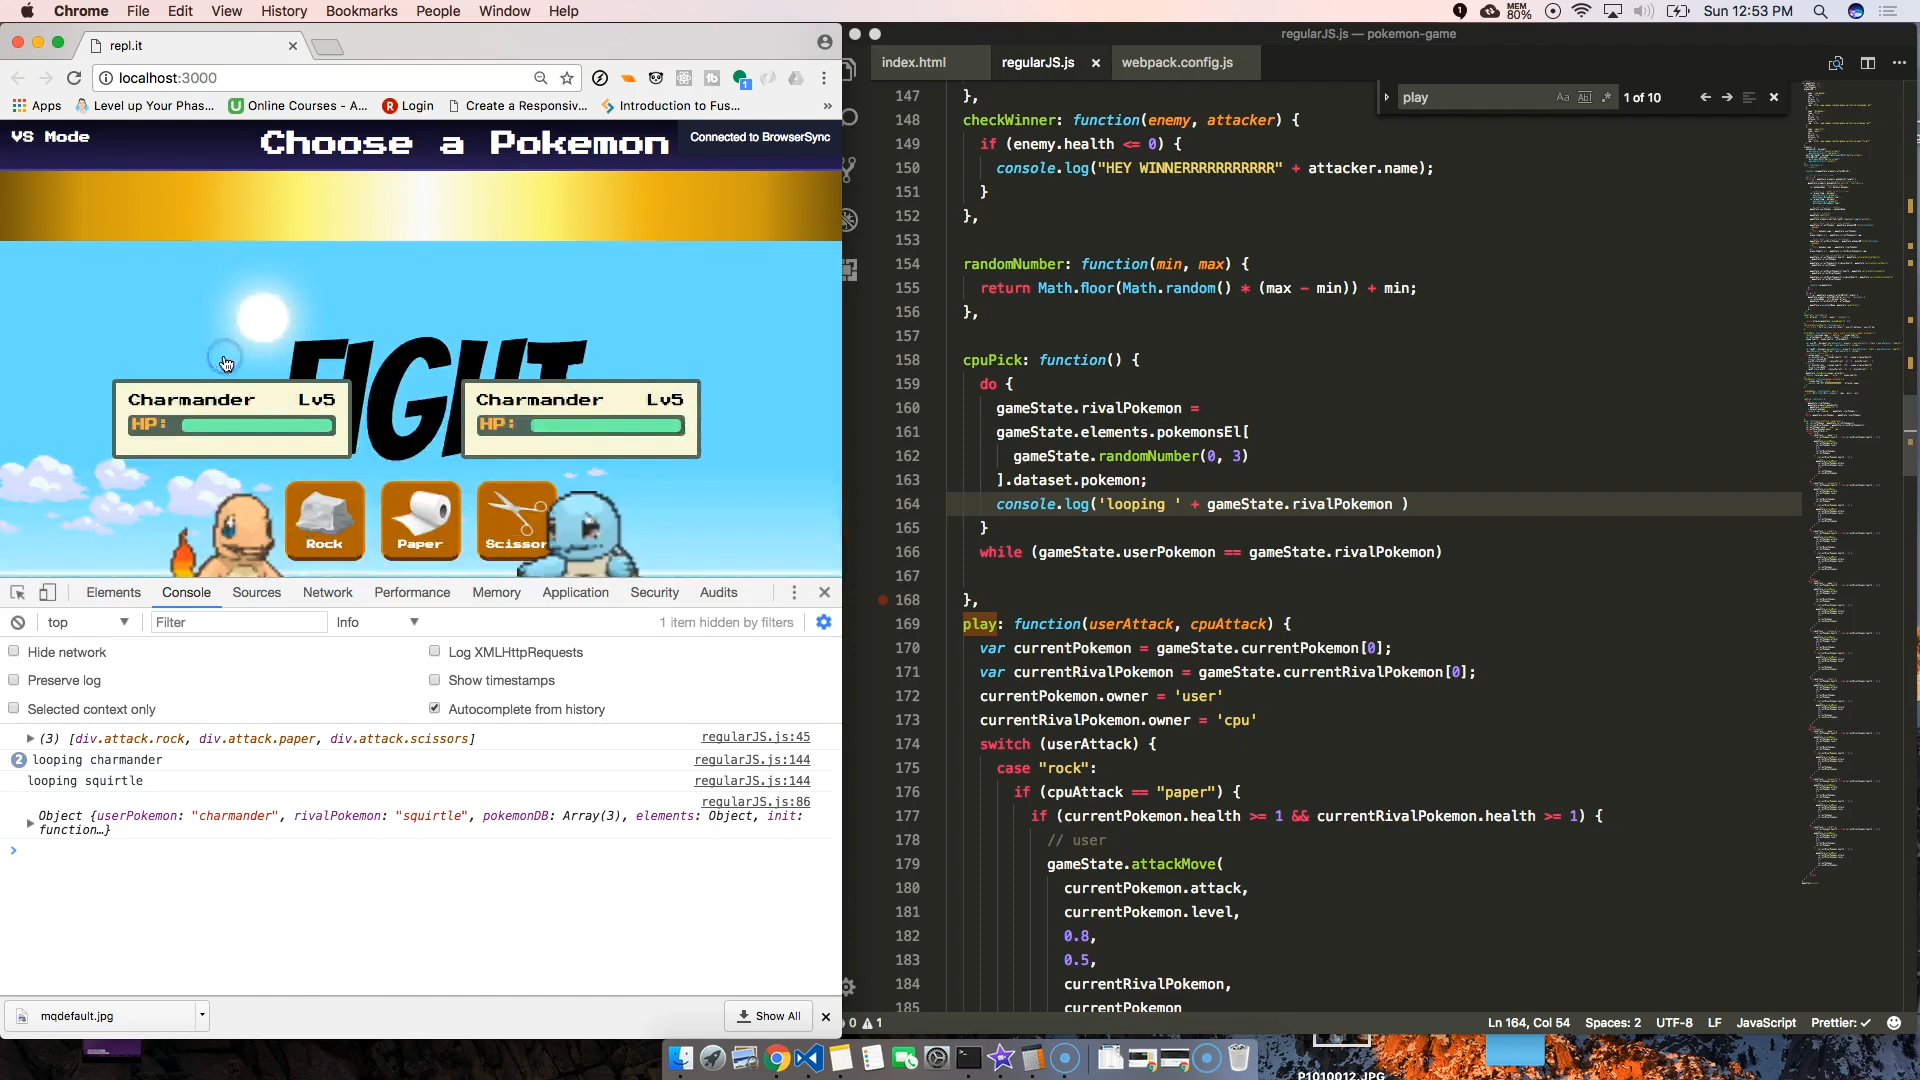 Chrome File Edit View History Bookmarks People Window Help
1 MEM 80% Sun 12:53 PM
repl.it
localhost:3000
Apps Level up Your Phas... Online Courses - A... Login Create a Responsiv... Introduction to Fus... »
VS Mode
Choose a Pokemon
Connected to BrowserSync
FIGHT
Charmander Lv5
HP:
Charmander Lv5
HP:
Rock
Paper
Scissor
Elements Console Sources Network Performance Memory Application Security Audits
top Filter Info 1 item hidden by filters
Hide network Log XMLHttpRequests
Preserve log Show timestamps
Selected context only Autocomplete from history
(3) [div.attack.rock, div.attack.paper, div.attack.scissors] regularJS.js:45
2 looping charmander regularJS.js:144
looping squirtle regularJS.js:144
regularJS.js:86
Object {userPokemon: "charmander", rivalPokemon: "squirtle", pokemonDB: Array(3), elements: Object, init:
function…}
mqdefault.jpg
Show All
regularJS.js — pokemon-game
index.html regularJS.js webpack.config.js
play Aa Abl .* 1 of 10
147 },
148 checkWinner: function(enemy, attacker) {
149 if (enemy.health <= 0) {
150 console.log("HEY WINNERRRRRRRRRRR" + attacker.name);
151 }
152 },
153
154 randomNumber: function(min, max) {
155 return Math.floor(Math.random() * (max - min)) + min;
156 },
157
158 cpuPick: function() {
159 do {
160 gameState.rivalPokemon =
161 gameState.elements.pokemonsEl[
162 gameState.randomNumber(0, 3)
163 ].dataset.pokemon;
164 console.log('looping ' + gameState.rivalPokemon )
165 }
166 while (gameState.userPokemon == gameState.rivalPokemon)
167
168 },
169 play: function(userAttack, cpuAttack) {
170 var currentPokemon = gameState.currentPokemon[0];
171 var currentRivalPokemon = gameState.currentRivalPokemon[0];
172 currentPokemon.owner = 'user'
173 currentRivalPokemon.owner = 'cpu'
174 switch (userAttack) {
175 case "rock":
176 if (cpuAttack == "paper") {
177 if (currentPokemon.health >= 1 && currentRivalPokemon.health >= 1) {
178 // user
179 gameState.attackMove(
180 currentPokemon.attack,
181 currentPokemon.level,
182 0.8,
183 0.5,
184 currentRivalPokemon,
185 currentPokemon
0 1 Ln 164, Col 54 Spaces: 2 UTF-8 LF JavaScript Prettier: ✓
P1010012.JPG